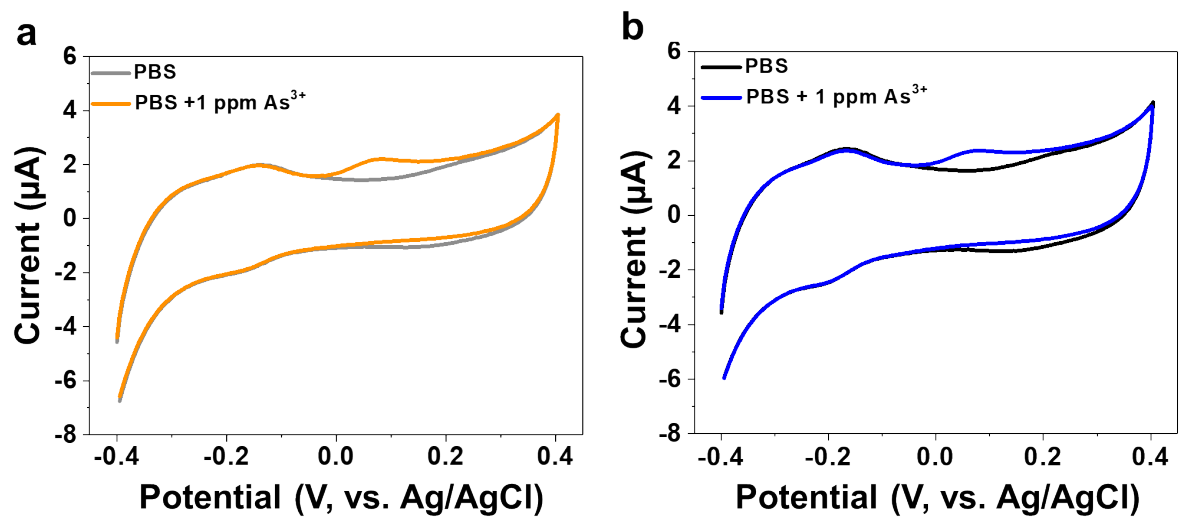 a
6
4
2
0
-2
-4
-6
-8
PBS
PBS +1 ppm As³⁺
-0.4 -0.2 0.0 0.2 0.4
Current (µA)
Potential (V, vs. Ag/AgCl)
b
6
4
2
0
-2
-4
-6
-8
PBS
PBS + 1 ppm As³⁺
-0.4 -0.2 0.0 0.2 0.4
Current (µA)
Potential (V, vs. Ag/AgCl)